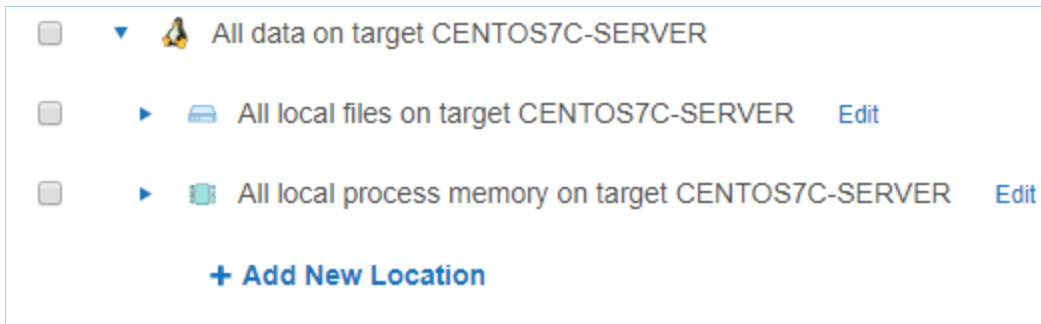 All data on target CENTOS7C-SERVER
All local files on target CENTOS7C-SERVER Edit
All local process memory on target CENTOS7C-SERVER Edit
+ Add New Location